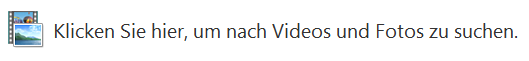 Klicken Sie hier, um nach Videos und Fotos zu suchen.